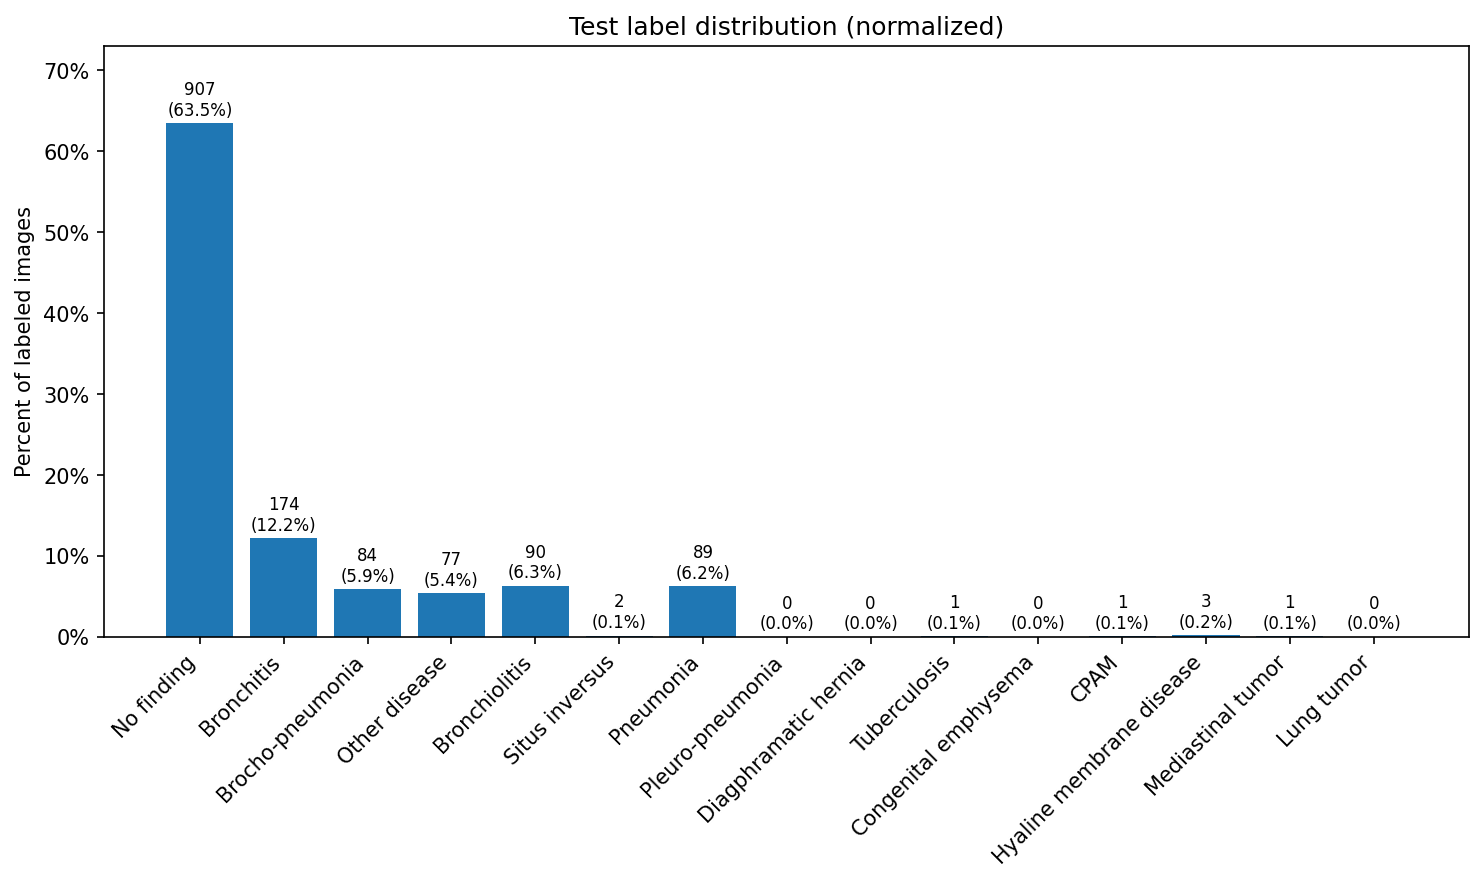 Test label distribution (normalized)
Percent of labeled images
70%
60%
50%
40%
30%
20%
10%
0%
907
(63.5%)
174
(12.2%)
84
(5.9%)
77
(5.4%)
90
(6.3%)
2
(0.1%)
89
(6.2%)
0
(0.0%)
0
(0.0%)
1
(0.1%)
0
(0.0%)
1
(0.1%)
3
(0.2%)
1
(0.1%)
0
(0.0%)
No finding
Bronchitis
Brocho-pneumonia
Other disease
Bronchiolitis
Situs inversus
Pneumonia
Pleuro-pneumonia
Diagphramatic hernia
Tuberculosis
Congenital emphysema
CPAM
Hyaline membrane disease
Mediastinal tumor
Lung tumor